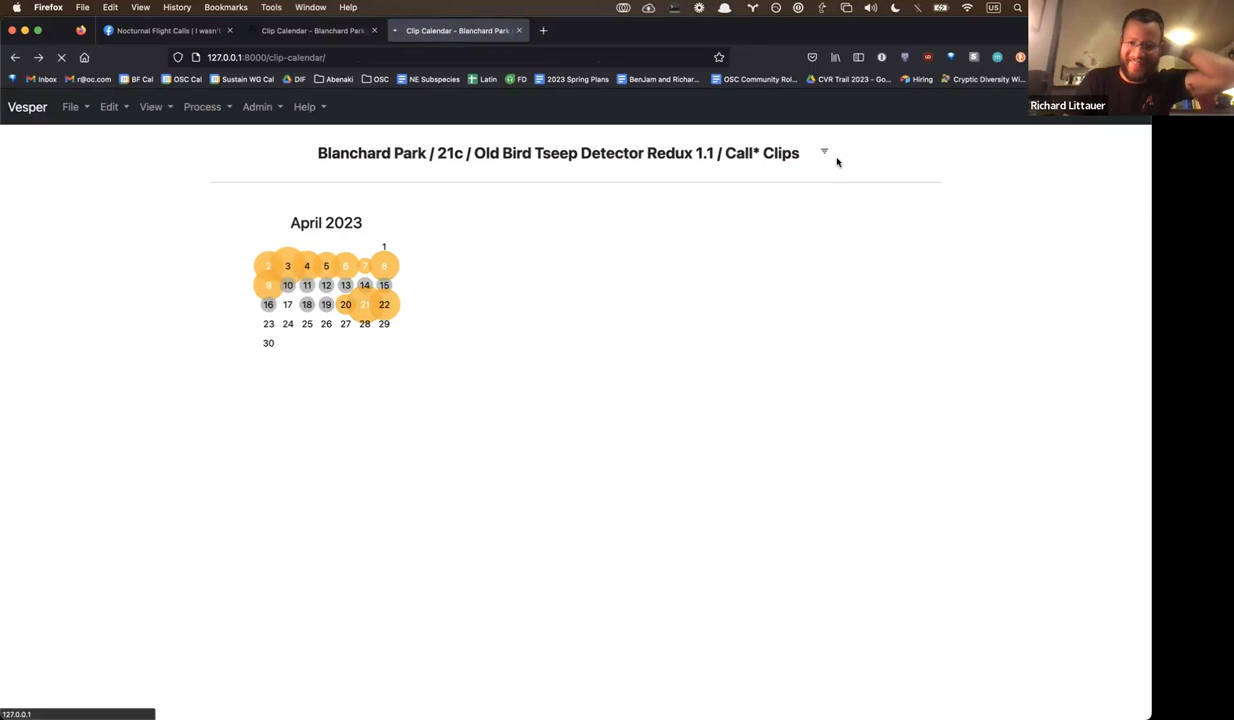 Firefox File Edit View History Bookmarks Tools Window Help US
Nocturnal Flight Calls | I wasn't × Clip Calendar - Blanchard Park × Clip Calendar - Blanchard Park × +
127.0.0.1:8000/clip-calendar/
Inbox r@oc.com BF Cal OSC Cal Sustain WG Cal DIF Abenaki OSC NE Subspecies Latin FD 2023 Spring Plans BenJam and Richar... OSC Community Rol... CVR Trail 2023 - Go... Hiring Cryptic Diversity Wi...
Richard Littauer
Vesper File Edit View Process Admin Help
Blanchard Park / 21c / Old Bird Tseep Detector Redux 1.1 / Call* Clips
April 2023
1
2 3 4 5 6 7 8
9 10 11 12 13 14 15
16 17 18 19 20 21 22
23 24 25 26 27 28 29
30
127.0.0.1